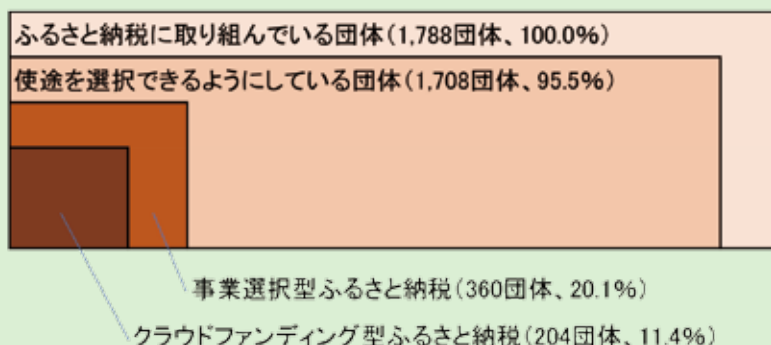 ふるさと納税に取り組んでいる団体(1,788団体、100.0%)
使途を選択できるようにしている団体(1,708団体、95.5%)
事業選択型ふるさと納税(360団体、20.1%)
クラウドファンディング型ふるさと納税(204団体、11.4%)